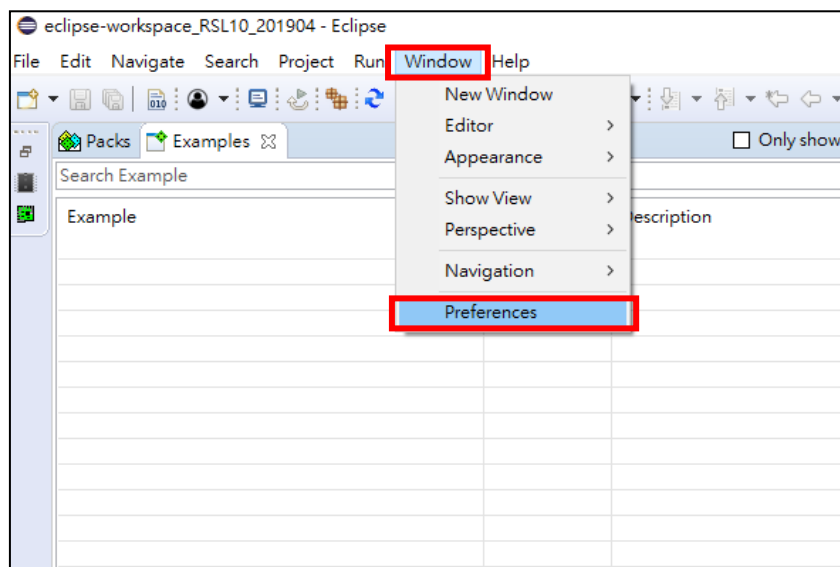 eclipse-workspace_RSL10_201904 - Eclipse
File Edit Navigate Search Project Run Window Help
New Window
Editor
Appearance
Show View
Perspective
Navigation
Preferences
Packs Examples Only show
Search Example
Example escription